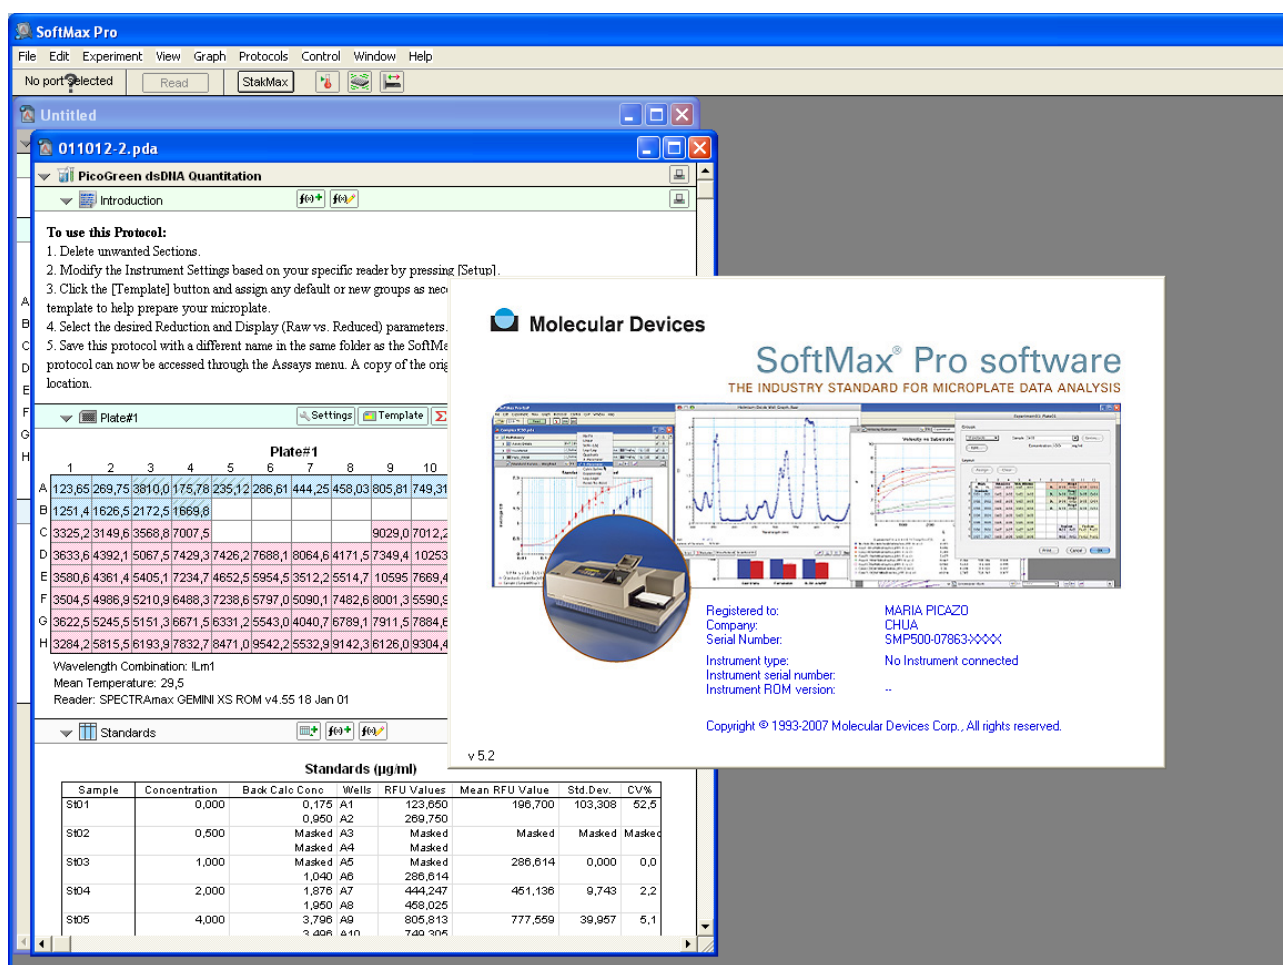 SoftMax Pro
File Edit Experiment View Graph Protocols Control Window Help
No port selected Read StakMax
Untitled
011012-2.pda
PicoGreen dsDNA Quantitation
Introduction
To use this Protocol:
1. Delete unwanted Sections.
2. Modify the Instrument Settings based on your specific reader by pressing [Setup].
3. Click the [Template] button and assign any default or new groups as
template to help prepare your microplate.
4. Select the desired Reduction and Display (Raw vs. Reduced) parameters.
5. Save this protocol with a different name in the same folder as the
protocol can now be accessed through the Assays menu. A copy of the
location.
Plate#1 Settings Template
Plate#1
1 2 3 4 5 6 7 8 9 10
A 123,65 269,75 3810,0 175,78 235,12 286,61 444,25 458,03 805,81 749,31
B 1251,4 1626,5 2172,5 1669,8
C 3325,2 3149,6 3568,8 7007,5 9029,0 7012,2
D 3633,6 4392,1 5067,5 7429,3 7426,2 7688,1 8064,6 4171,5 7349,4 10253
E 3580,6 4361,4 5405,1 7234,7 4652,5 5954,5 3512,2 5514,7 10595 7669,4
F 3504,5 4986,9 5210,9 6488,3 7238,6 5797,0 5090,1 7482,6 8001,3 5590,9
G 3622,5 5245,5 5151,3 6671,5 6331,2 5543,0 4040,7 6789,1 7911,5 7884,6
H 3284,2 5815,5 6193,9 7832,7 8471,0 9542,2 5532,9 9142,3 6126,0 9304,4
Wavelength Combination: !Lm1
Mean Temperature: 29,5
Reader: SPECTRAmax GEMINI XS ROM v4.55 18 Jan 01
Standards
Standards (µg/ml)
Sample Concentration Back Calc Conc Wells RFU Values Mean RFU Value Std.Dev. CV%
St01 0,000 0,175 A1 123,650 196,700 103,308 52,5
0,950 A2 269,750
St02 0,500 Masked A3 Masked Masked Masked Masked
Masked A4 Masked
St03 1,000 Masked A5 Masked 286,614 0,000 0,0
1,040 A6 286,614
St04 2,000 1,876 A7 444,247 451,136 9,743 2,2
1,950 A8 458,025
St05 4,000 3,796 A9 805,813 777,559 39,957 5,1
3,496 A10 749,305
A
B
C
D
E
F
G
H
Molecular Devices
SoftMax® Pro software
THE INDUSTRY STANDARD FOR MICROPLATE DATA ANALYSIS
Registered to: MARIA PICAZO
Company: CHUA
Serial Number: SMP500-07863-XXXX
Instrument type: No Instrument connected
Instrument serial number:
Instrument ROM version: --
Copyright © 1993-2007 Molecular Devices Corp., All rights reserved.
v 5.2